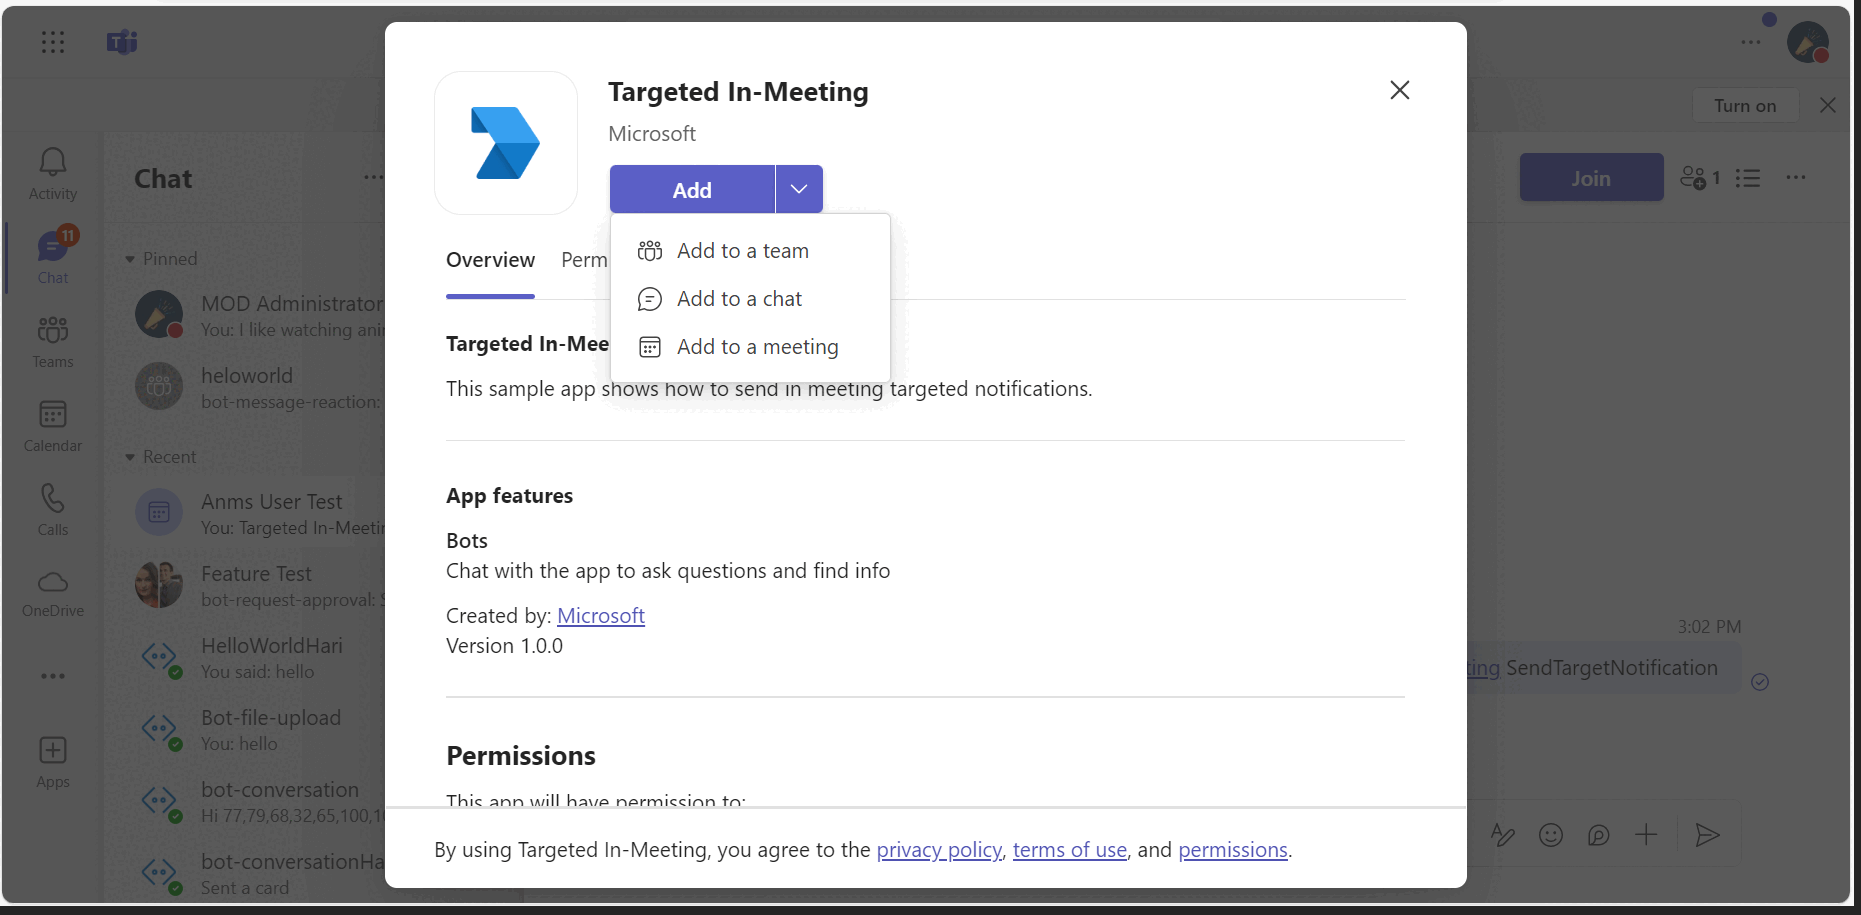 Turn on
Activity
11
Chat
Teams
Calendar
Calls
OneDrive
Apps
Chat
Pinned
MOD Administrator
You: I like watching ani
heloworld
bot-message-reaction:
Recent
Anms User Test
You: Targeted In-Meetin
Feature Test
bot-request-approval: S
HelloWorldHari
You said: hello
Bot-file-upload
You: hello
bot-conversation
Hi 77,79,68,32,65,100,10
bot-conversationHa
Sent a card
Targeted In-Meeting
Microsoft
Add
Add to a team
Add to a chat
Add to a meeting
Overview
Perm
Targeted In-Mee
This sample app shows how to send in meeting targeted notifications.
App features
Bots
Chat with the app to ask questions and find info
Created by: Microsoft
Version 1.0.0
Permissions
This app will have permission to:
By using Targeted In-Meeting, you agree to the privacy policy, terms of use, and permissions.
Join
1
3:02 PM
ting SendTargetNotification